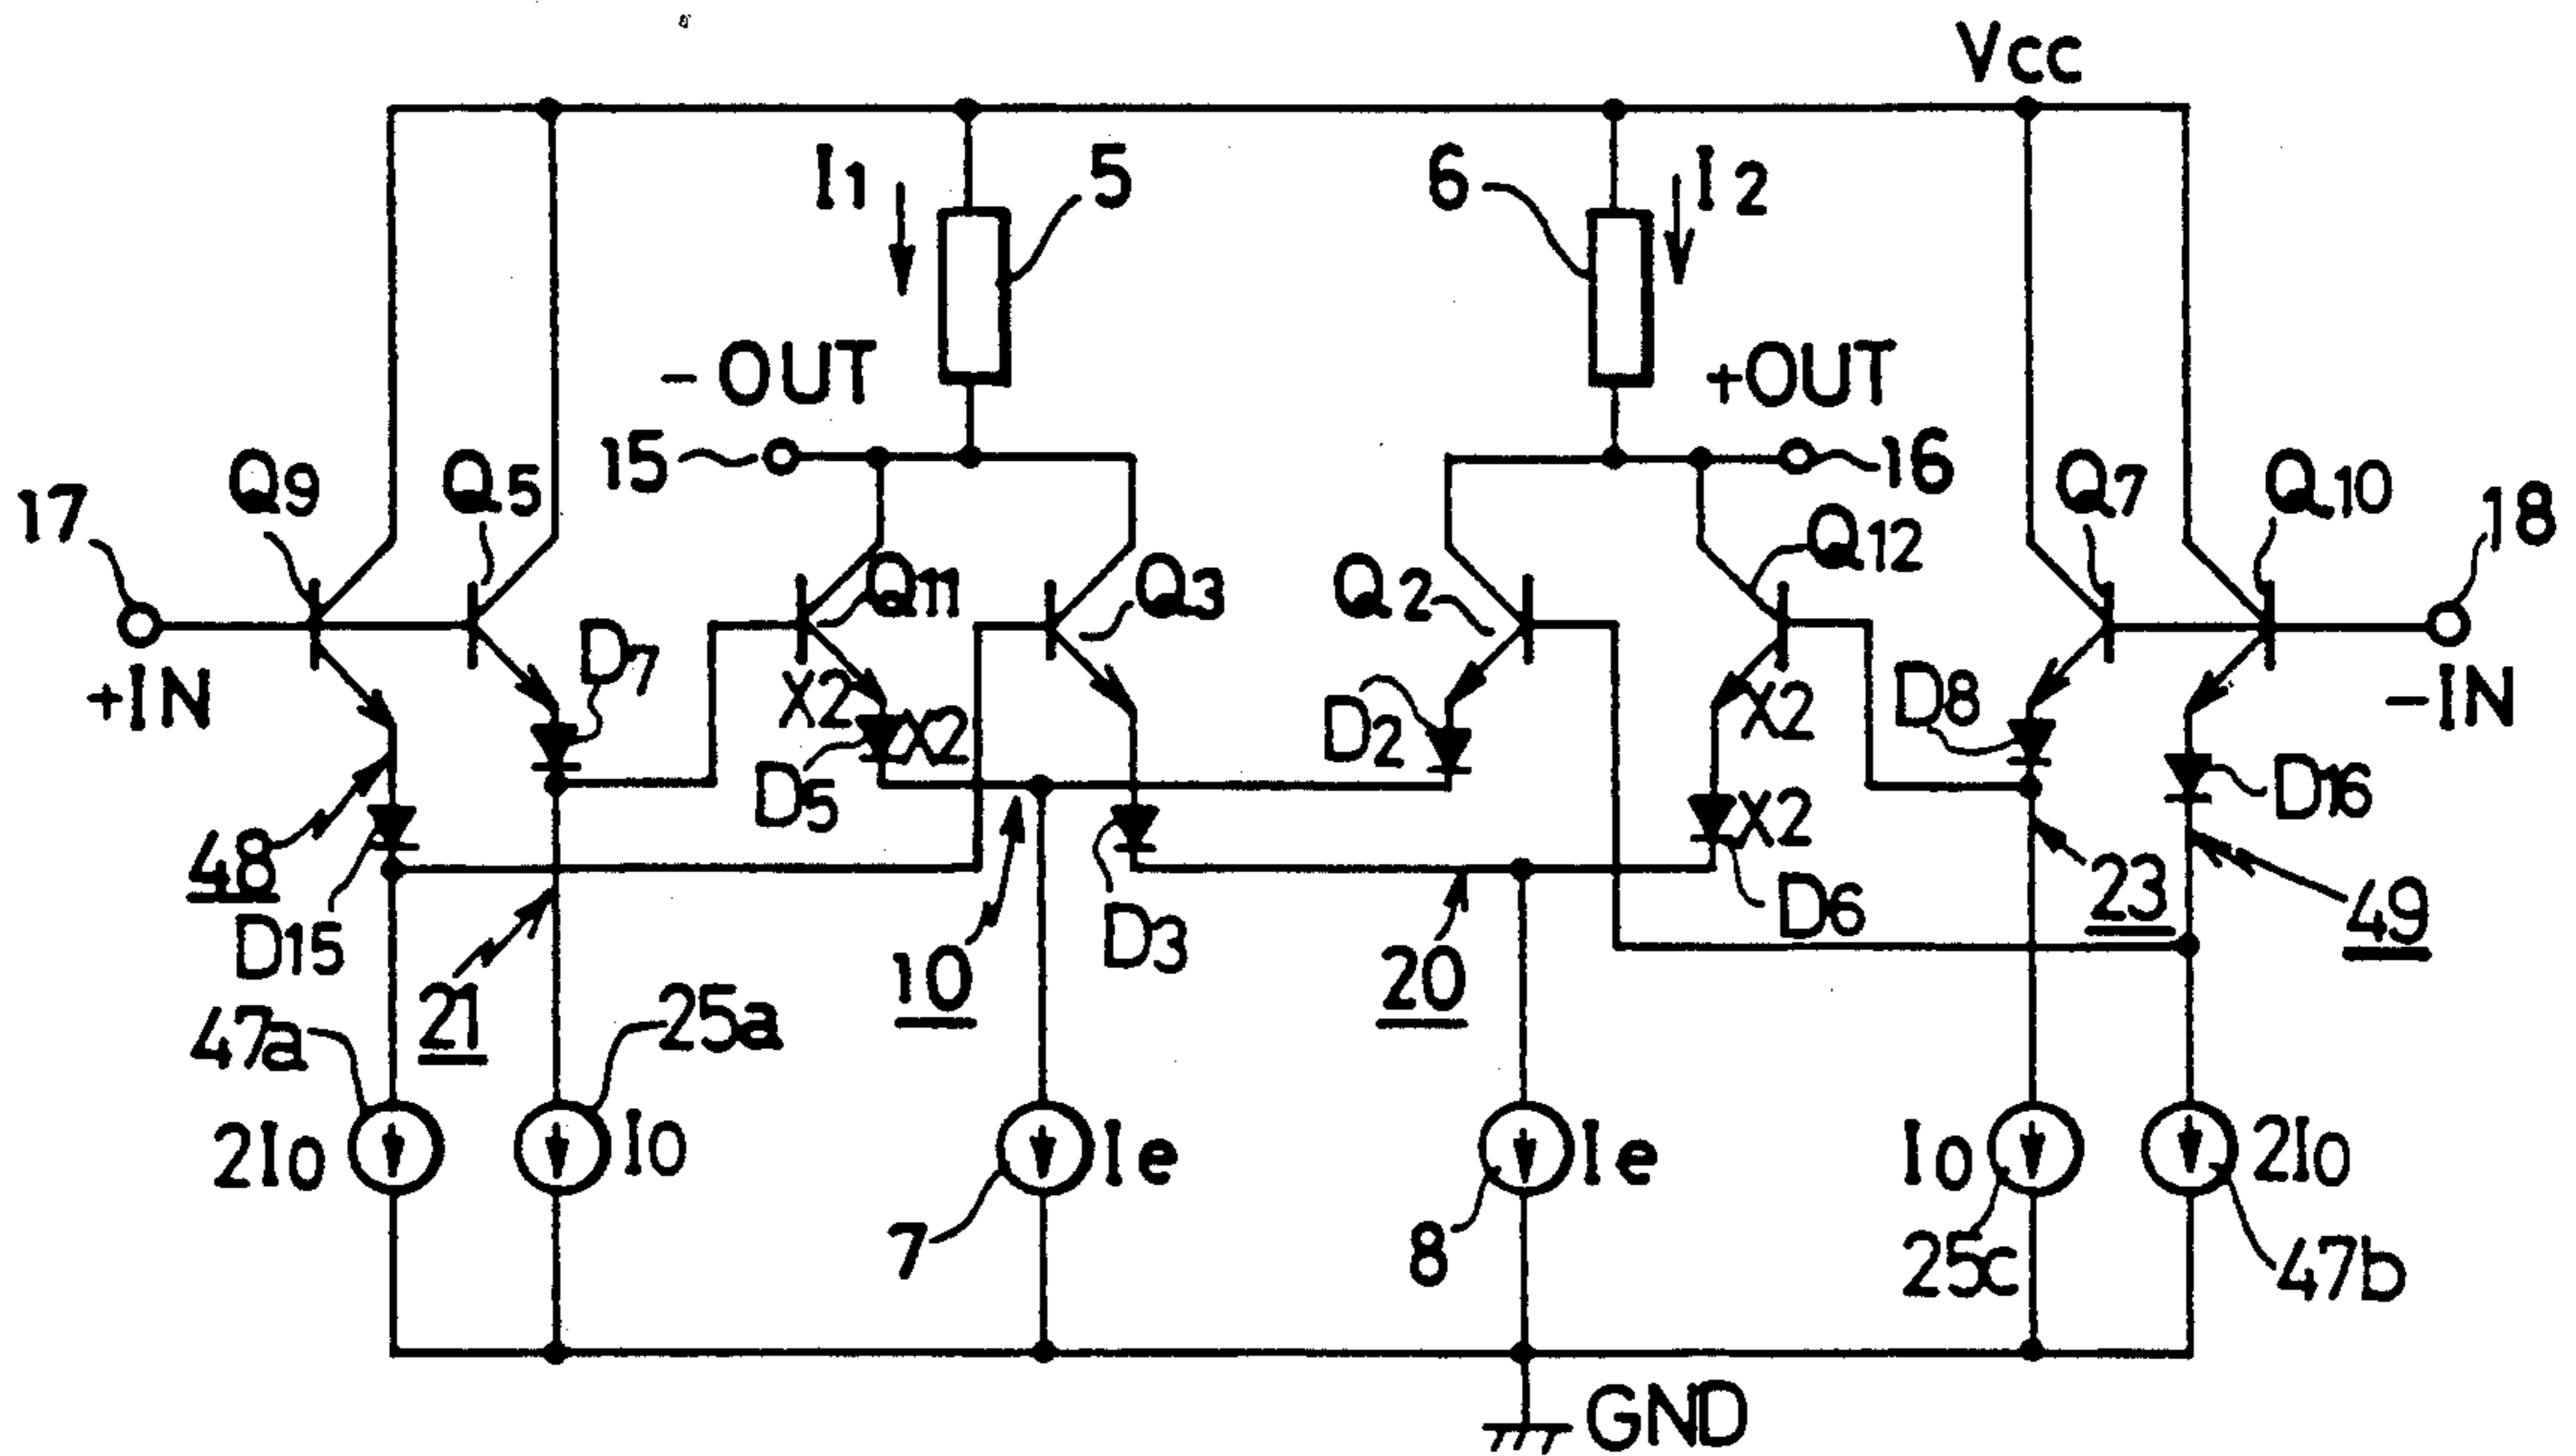 Vcc
I1
5
6
I2
-OUT
+OUT
15
16
17
Q9
Q5
Q11
Q3
Q2
Q12
Q7
Q10
18
+IN
D7
X2
X2
D5
D2
X2
D8
-IN
48
D15
D3
X2
D6
D16
23
49
21
10
20
47a
25a
2Io
Io
Ie
Ie
Io
2Io
7
8
25c
47b
GND